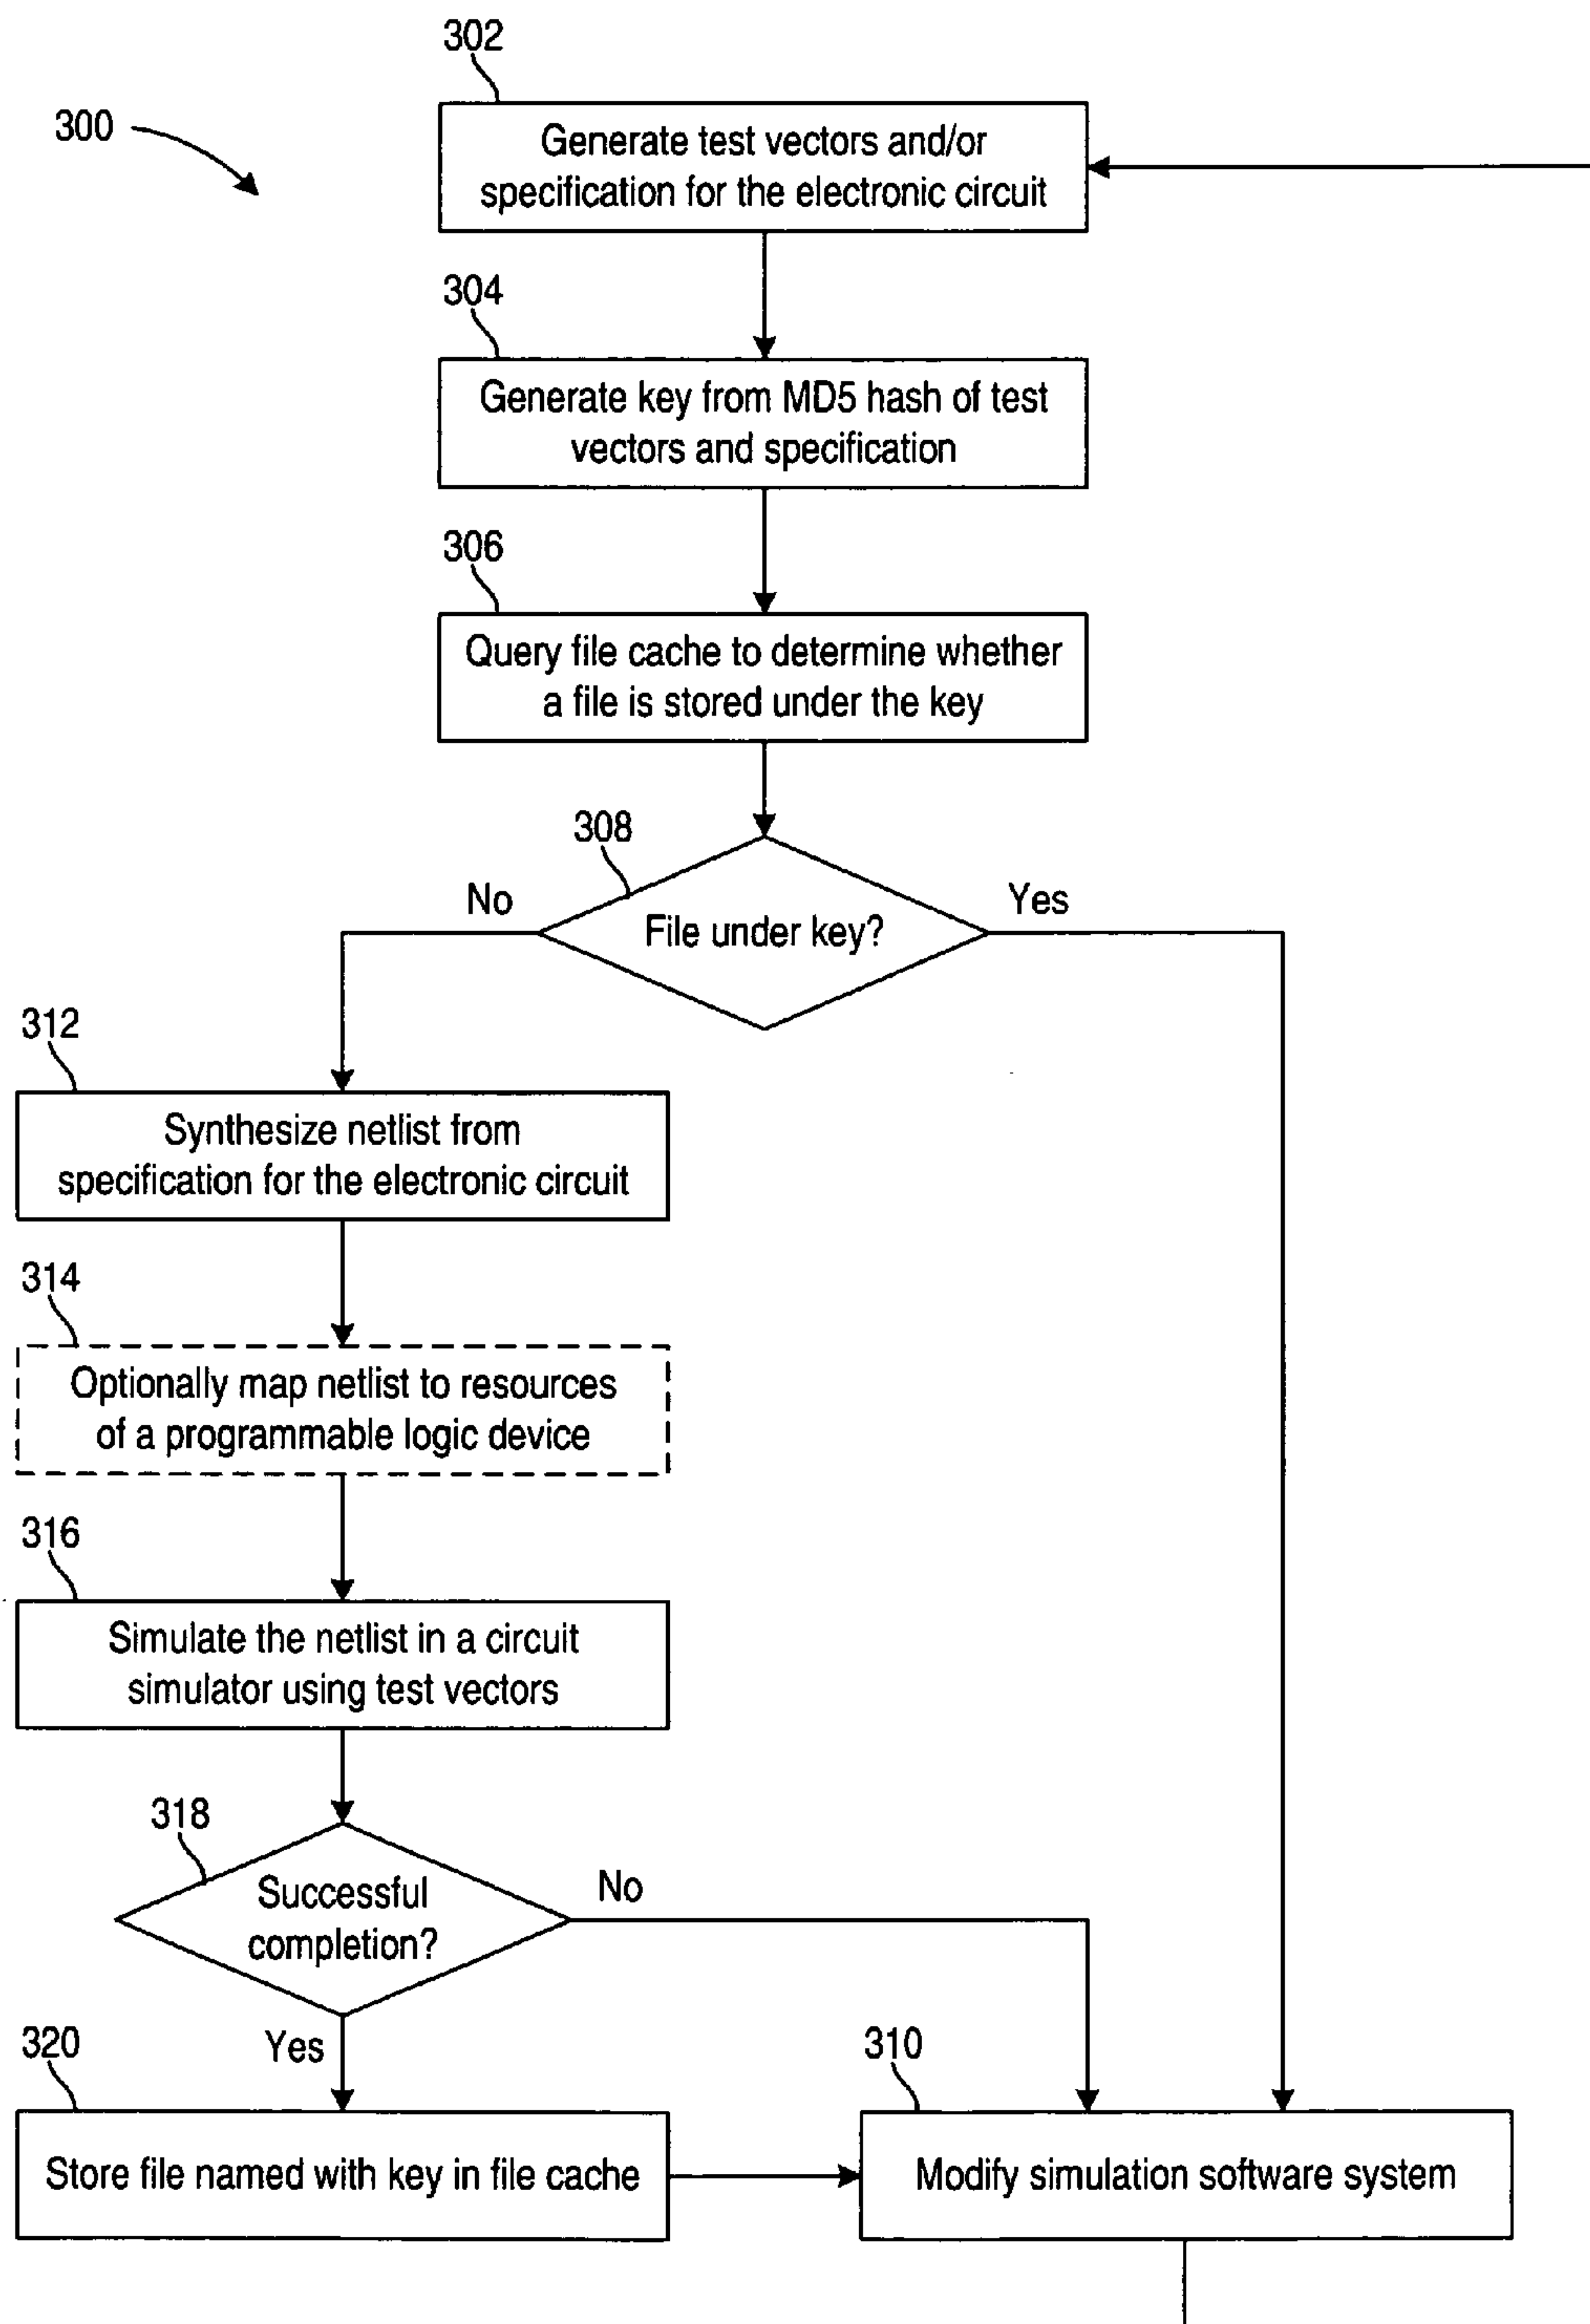 302
300
Generate test vectors and/or
specification for the electronic circuit
304
Generate key from MD5 hash of test
vectors and specification
306
Query file cache to determine whether
a file is stored under the key
308
No
Yes
File under key?
312
Synthesize netlist from
specification for the electronic circuit
314
Optionally map netlist to resources
of a programmable logic device
316
Simulate the netlist in a circuit
simulator using test vectors
318
Successful
completion?
No
Yes
320
310
Store file named with key in file cache
Modify simulation software system